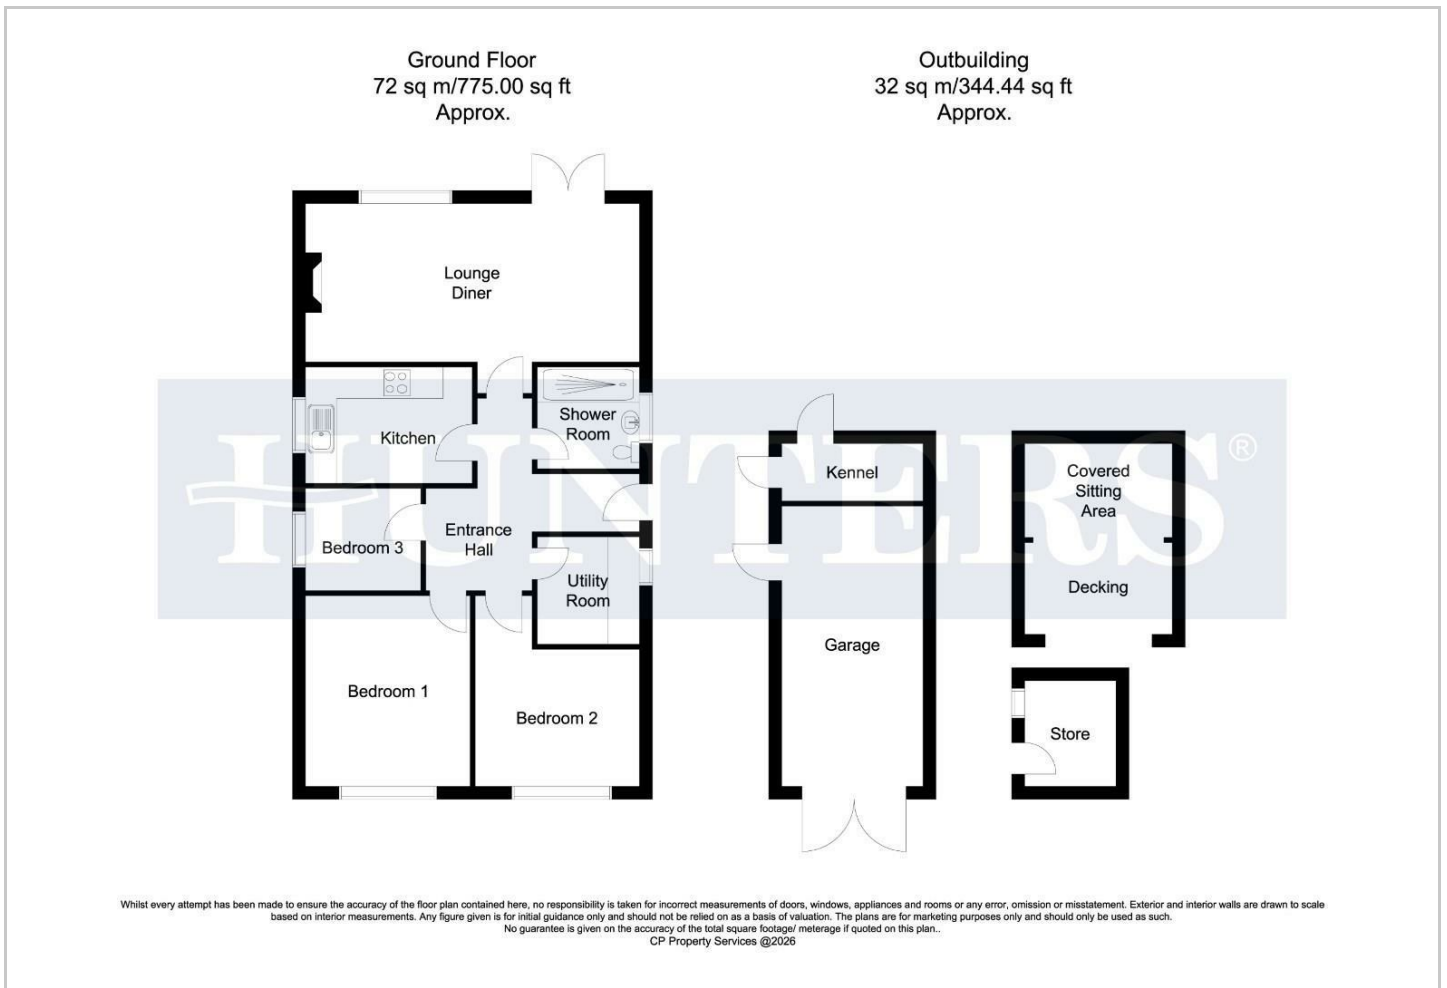 Ground Floor
72 sq m/775.00 sq ft
Approx.
Outbuilding
32 sq m/344.44 sq ft
Approx.
Lounge
Diner
Kitchen
Shower
Room
Bedroom 3
Entrance
Hall
Utility
Room
Bedroom 1
Bedroom 2
Kennel
Garage
Covered
Sitting
Area
Decking
Store
HUNTERS®
Whilst every attempt has been made to ensure the accuracy of the floor plan contained here, no responsibility is taken for incorrect measurements of doors, windows, appliances and rooms or any error, omission or misstatement. Exterior and interior walls are drawn to scale
based on interior measurements. Any figure given is for initial guidance only and should not be relied on as a basis of valuation. The plans are for marketing purposes only and should only be used as such.
No guarantee is given on the accuracy of the total square footage/ meterage if quoted on this plan..
CP Property Services @2026